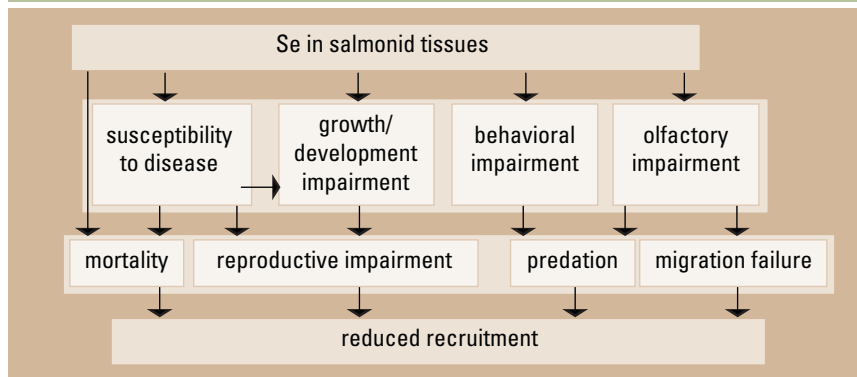 Se in salmonid tissues
susceptibility
to disease
growth/
development
impairment
behavioral
impairment
olfactory
impairment
mortality
reproductive impairment
predation
migration failure
reduced recruitment